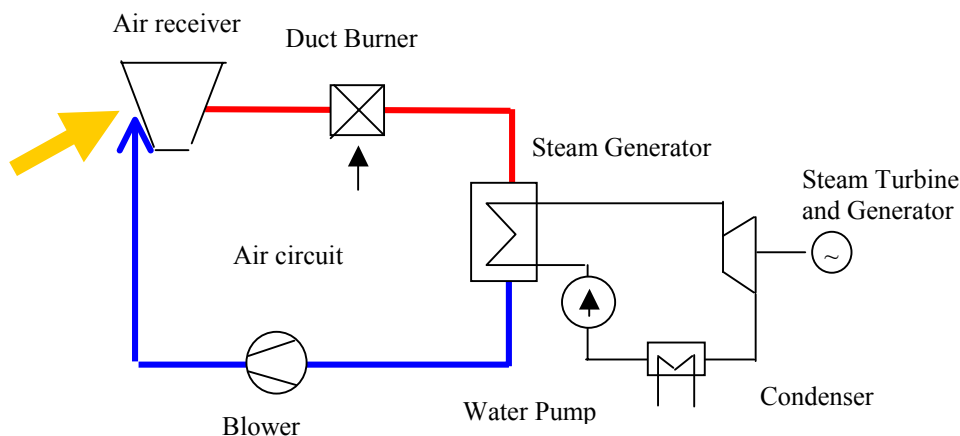 Air receiver
Duct Burner
Steam Generator
Steam Turbine
and Generator
~
Air circuit
Blower
Water Pump
Condenser